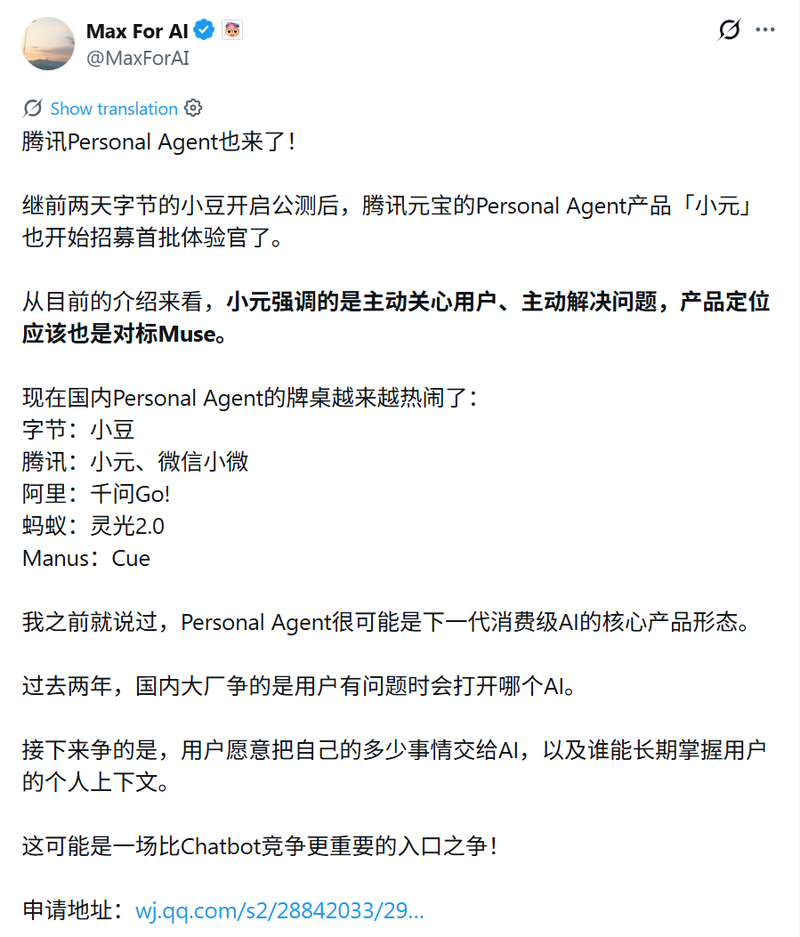 Max For AI
@MaxForAI
Show translation
腾讯Personal Agent也来了！
继前两天字节的小豆开启公测后，腾讯元宝的Personal Agent产品「小元」
也开始招募首批体验官了。
从目前的介绍来看，小元强调的是主动关心用户、主动解决问题，产品定位
应该也是对标Muse。
现在国内Personal Agent的牌桌越来越热闹了：
字节：小豆
腾讯：小元、微信小微
阿里：千问Go!
蚂蚁：灵光2.0
Manus：Cue
我之前就说过，Personal Agent很可能是下一代消费级AI的核心产品形态。
过去两年，国内大厂争的是用户有问题时会打开哪个AI。
接下来争的是，用户愿意把自己的多少事情交给AI，以及谁能长期掌握用户
的个人上下文。
这可能是一场比Chatbot竞争更重要的入口之争！
申请地址：wj.qq.com/s2/28842033/29...